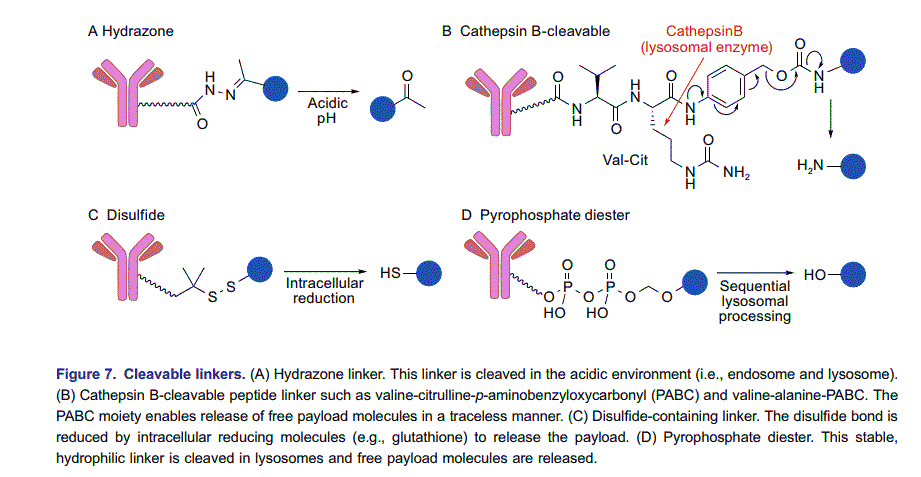 A Hydrazone
H
N
N
O
Acidic
pH
O
B Cathepsin B-cleavable
CathepsinB
(lysosomal enzyme)
O
N
H
O
H
N
O
N
H
O
O
N
H
Val-Cit
O
N
H
NH2
H2N
C Disulfide
S
S
Intracellular
reduction
HS
D Pyrophosphate diester
O
O
O
P
O
P
O
O
HO
HO
Sequential
lysosomal
processing
HO
Figure 7. Cleavable linkers. (A) Hydrazone linker. This linker is cleaved in the acidic environment (i.e., endosome and lysosome).
(B) Cathepsin B-cleavable peptide linker such as valine-citrulline-p-aminobenzyloxycarbonyl (PABC) and valine-alanine-PABC. The
PABC moiety enables release of free payload molecules in a traceless manner. (C) Disulfide-containing linker. The disulfide bond is
reduced by intracellular reducing molecules (e.g., glutathione) to release the payload. (D) Pyrophosphate diester. This stable,
hydrophilic linker is cleaved in lysosomes and free payload molecules are released.